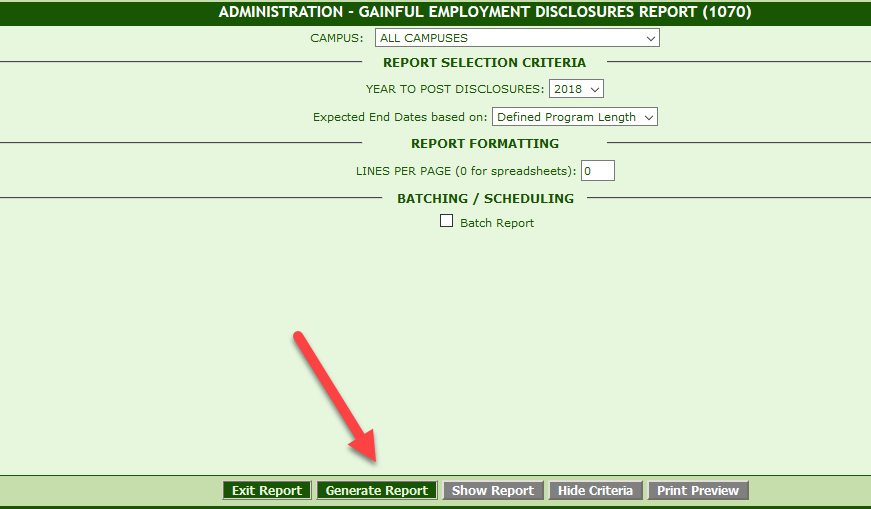 ADMINISTRATION - GAINFUL EMPLOYMENT DISCLOSURES REPORT (1070)
CAMPUS: ALL CAMPUSES
REPORT SELECTION CRITERIA
YEAR TO POST DISCLOSURES: 2018
Expected End Dates based on: Defined Program Length
REPORT FORMATTING
LINES PER PAGE (0 for spreadsheets): 0
BATCHING / SCHEDULING
Batch Report
Exit Report Generate Report Show Report Hide Criteria Print Preview